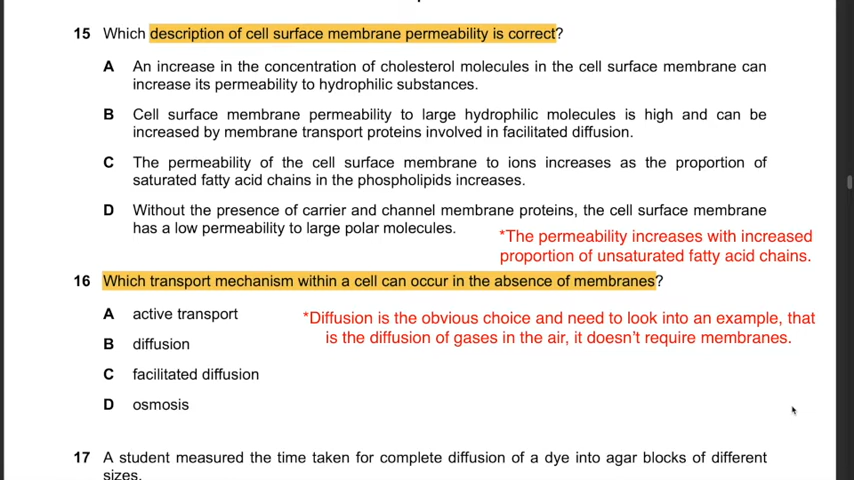 15 Which description of cell surface membrane permeability is correct?
A An increase in the concentration of cholesterol molecules in the cell surface membrane can
increase its permeability to hydrophilic substances.
B Cell surface membrane permeability to large hydrophilic molecules is high and can be
increased by membrane transport proteins involved in facilitated diffusion.
C The permeability of the cell surface membrane to ions increases as the proportion of
saturated fatty acid chains in the phospholipids increases.
D Without the presence of carrier and channel membrane proteins, the cell surface membrane
has a low permeability to large polar molecules.
*The permeability increases with increased
proportion of unsaturated fatty acid chains.
16 Which transport mechanism within a cell can occur in the absence of membranes?
A active transport
B diffusion
C facilitated diffusion
D osmosis
*Diffusion is the obvious choice and need to look into an example, that
is the diffusion of gases in the air, it doesn't require membranes.
17 A student measured the time taken for complete diffusion of a dye into agar blocks of different
sizes.